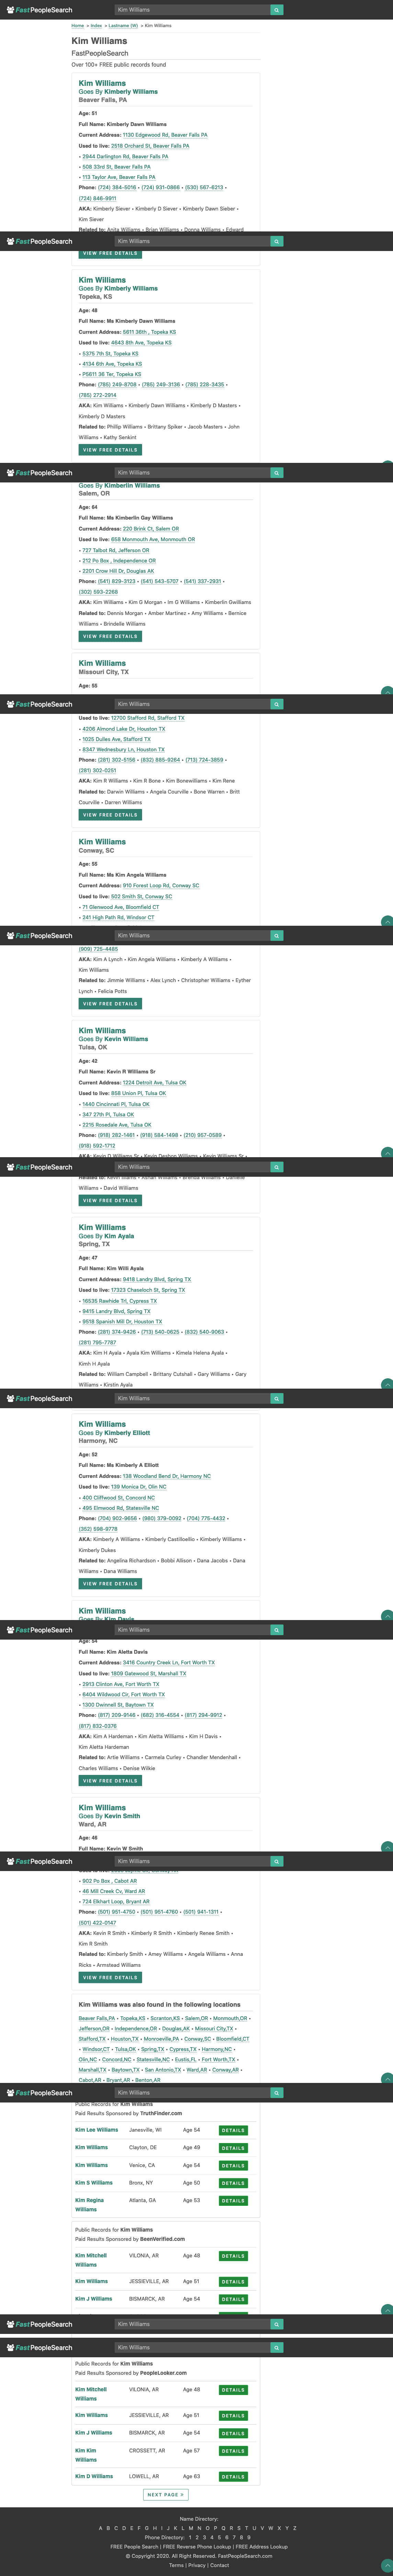 FastPeopleSearch
Kim Williams
Home » Index » Lastname (W) » Kim Williams
Kim Williams
FastPeopleSearch
Over 100+ FREE public records found
Kim Williams
Goes By Kimberly Williams
Beaver Falls, PA
Age: 51
Full Name: Kimberly Dawn Williams
Current Address: 1130 Edgewood Rd, Beaver Falls PA
Used to live: 2518 Orchard St, Beaver Falls PA
• 2944 Darlington Rd, Beaver Falls PA
• 508 33rd St, Beaver Falls PA
• 113 Taylor Ave, Beaver Falls PA
Phone: (724) 384-5016 • (724) 931-0866 • (530) 567-6213 •
(724) 846-9911
AKA: Kimberly Siever • Kimberly D Siever • Kimberly Dawn Sieber •
Kim Siever
Related to: Anita Williams • Brian Williams • Donna Williams • Edward
FastPeopleSearch
Kim Williams
VIEW FREE DETAILS
Kim Williams
Goes By Kimberly Williams
Topeka, KS
Age: 48
Full Name: Ms Kimberly Dawn Williams
Current Address: 5611 36th , Topeka KS
Used to live: 4643 8th Ave, Topeka KS
• 5375 7th St, Topeka KS
• 4134 6th Ave, Topeka KS
• P5611 36 Ter, Topeka KS
Phone: (785) 249-8708 • (785) 249-3136 • (785) 228-3435 •
(785) 272-2914
AKA: Kim Williams • Kimberly Dawn Williams • Kimberly D Masters •
Kimberly D Masters
Related to: Phillip Williams • Brittany Spiker • Jacob Masters • John
Williams • Kathy Senkint
VIEW FREE DETAILS
FastPeopleSearch
Kim Williams
Goes By Kimberlin Williams
Salem, OR
Age: 64
Full Name: Ms Kimberlin Gay Williams
Current Address: 220 Brink Ct, Salem OR
Used to live: 658 Monmouth Ave, Monmouth OR
• 727 Talbot Rd, Jefferson OR
• 212 Po Box , Independence OR
• 2201 Crow Hill Dr, Douglas AK
Phone: (541) 829-3123 • (541) 543-5707 • (541) 337-2931 •
(302) 593-2268
AKA: Kim Williams • Kim G Morgan • Im G Williams • Kimberlin Gwilliams
Related to: Dennis Morgan • Amber Martinez • Amy Williams • Bernice
Williams • Brindelle Williams
VIEW FREE DETAILS
Kim Williams
Missouri City, TX
Age: 55
FastPeopleSearch
Kim Williams
Used to live: 12700 Stafford Rd, Stafford TX
• 4206 Almond Lake Dr, Houston TX
• 1025 Dulles Ave, Stafford TX
• 8347 Wednesbury Ln, Houston TX
Phone: (281) 302-5156 • (832) 885-9264 • (713) 724-3859 •
(281) 302-0251
AKA: Kim R Williams • Kim R Bone • Kim Bonewilliams • Kim Rene
Related to: Darwin Williams • Angela Courville • Bone Warren • Britt
Courville • Darren Williams
Kim Williams
Conway, SC
Age: 55
Full Name: Ms Kim Angela Williams
Current Address: 910 Forest Loop Rd, Conway SC
Used to live: 502 Smith St, Conway SC
• 71 Glenwood Ave, Bloomfield CT
• 241 High Path Rd, Windsor CT
FastPeopleSearch
Kim Williams
(909) 725-4485
AKA: Kim A Lynch • Kim Angela Williams • Kimberly A Williams •
Kim Williams
Related to: Jimmie Williams • Alex Lynch • Christopher Williams • Eyther
Lynch • Felicia Potts
VIEW FREE DETAILS
Kim Williams
Goes By Kevin Williams
Tulsa, OK
Age: 42
Full Name: Kevin R Williams Sr
Current Address: 1224 Detroit Ave, Tulsa OK
Used to live: 858 Union Pl, Tulsa OK
• 1440 Cincinnati Pl, Tulsa OK
• 347 27th Pl, Tulsa OK
• 2215 Rosedale Ave, Tulsa OK
Phone: (918) 282-1461 • (918) 584-1498 • (210) 957-0589 •
(918) 592-1712
AKA: Kevin D Williams Sr • Kevin Deshon Williams • Kevin Williams Sr •
FastPeopleSearch
Kim Williams
Related to: Kevin Williams • Ashan Williams • Brenda Williams • Danielle
Williams • David Williams
VIEW FREE DETAILS
Kim Williams
Goes By Kim Ayala
Spring, TX
Age: 47
Full Name: Kim Willi Ayala
Current Address: 9418 Landry Blvd, Spring TX
Used to live: 17323 Chaseloch St, Spring TX
• 16535 Rawhide Trl, Cypress TX
• 9415 Landry Blvd, Spring TX
• 9518 Spanish Mill Dr, Houston TX
Phone: (281) 374-9426 • (713) 540-0625 • (832) 540-9063 •
(281) 795-7787
AKA: Kim H Ayala • Ayala Kim Williams • Kimela Helena Ayala •
Kimh H Ayala
Related to: William Campbell • Brittany Cutshall • Gary Williams • Gary
Williams • Kirstin Ayala
FastPeopleSearch
Kim Williams
Kim Williams
Goes By Kimberly Elliott
Harmony, NC
Age: 52
Full Name: Ms Kimberly A Elliott
Current Address: 138 Woodland Bend Dr, Harmony NC
Used to live: 139 Monica Dr, Olin NC
• 400 Cliffwood St, Concord NC
• 495 Elmwood Rd, Statesville NC
Phone: (704) 902-9656 • (980) 379-0092 • (704) 775-4432 •
(352) 598-9779
AKA: Kimberly A Williams • Kimberly Castillcellio • Kimberly Williams •
Kimberly Dukes
Related to: Angelina Richardson • Bobbi Allison • Dana Jacobs • Dana
Williams • Dana Williams
VIEW FREE DETAILS
Kim Williams
Goes By Kim Davis
FastPeopleSearch
Kim Williams
Age: 54
Full Name: Kim Aletta Davis
Current Address: 3416 Country Creek Ln, Fort Worth TX
Used to live: 1809 Gatewood St, Marshall TX
• 2913 Clinton Ave, Fort Worth TX
• 6404 Wildwood Cir, Fort Worth TX
• 1300 Dwinnell St, Baytown TX
Phone: (817) 209-9146 • (682) 316-4554 • (817) 294-9912 •
(817) 832-0376
AKA: Kim A Hardeman • Kim Aletta Williams • Kim H Davis •
Kim Aletta Hardeman
Related to: Artie Williams • Carmela Curley • Chandler Mendenhall •
Charles Williams • Denise Wilkie
VIEW FREE DETAILS
Kim Williams
Goes By Kevin Smith
Ward, AR
Age: 46
Full Name: Kevin W Smith
FastPeopleSearch
Kim Williams
• 902 Po Box , Cabot AR
• 46 Mill Creek Cv, Ward AR
• 724 Elkhart Loop, Bryant AR
Phone: (501) 951-4750 • (501) 951-4760 • (501) 941-1311 •
(501) 422-0147
AKA: Kevin R Smith • Kimberly R Smith • Kimberly Renee Smith •
Kim R Smith
Related to: Kimberly Smith • Amey Williams • Angela Williams • Anna
Ricks • Armstead Williams
VIEW FREE DETAILS
Kim Williams was also found in the following locations
Beaver Falls,PA • Topeka,KS • Scranton,KS • Salem,OR • Monmouth,OR •
Jefferson,OR • Independence,OR • Douglas,AK • Missouri City,TX •
Stafford,TX • Houston,TX • Monroeville,PA • Conway,SC • Bloomfield,CT
• Windsor,CT • Tulsa,OK • Spring,TX • Cypress,TX • Harmony,NC •
Olin,NC • Concord,NC • Statesville,NC • Eustis,FL • Fort Worth,TX •
Marshall,TX • Baytown,TX • San Antonio,TX • Ward,AR • Conway,AR •
Cabot,AR • Bryant,AR • Benton,AR
FastPeopleSearch
Kim Williams
Public Records for Kim Williams
Paid Results Sponsored by TruthFinder.com
Kim Lee Williams Janesville, WI Age 54 DETAILS
Kim Williams Clayton, DE Age 49 DETAILS
Kim Williams Venice, CA Age 54 DETAILS
Kim S Williams Bronx, NY Age 50 DETAILS
Kim Regina Williams Atlanta, GA Age 53 DETAILS
Public Records for Kim Williams
Paid Results Sponsored by BeenVerified.com
Kim Mitchell Williams VILONIA, AR Age 48 DETAILS
Kim Williams JESSIEVILLE, AR Age 51 DETAILS
Kim J Williams BISMARCK, AR Age 54 DETAILS
FastPeopleSearch
Kim Williams
FastPeopleSearch
Kim Williams
Public Records for Kim Williams
Paid Results Sponsored by PeopleLooker.com
Kim Mitchell Williams VILONIA, AR Age 48 DETAILS
Kim Williams JESSIEVILLE, AR Age 51 DETAILS
Kim J Williams BISMARCK, AR Age 54 DETAILS
Kim Kim Williams CROSSETT, AR Age 57 DETAILS
Kim D Williams LOWELL, AR Age 63 DETAILS
NEXT PAGE >
Name Directory:
A B C D E F G H I J K L M N O P Q R S T U V W X Y Z
Phone Directory: 1 2 3 4 5 6 7 8 9
FREE People Search | FREE Reverse Phone Lookup | FREE Address Lookup
© Copyright 2020. All Right Reserved. FastPeopleSearch.com
Terms | Privacy | Contact